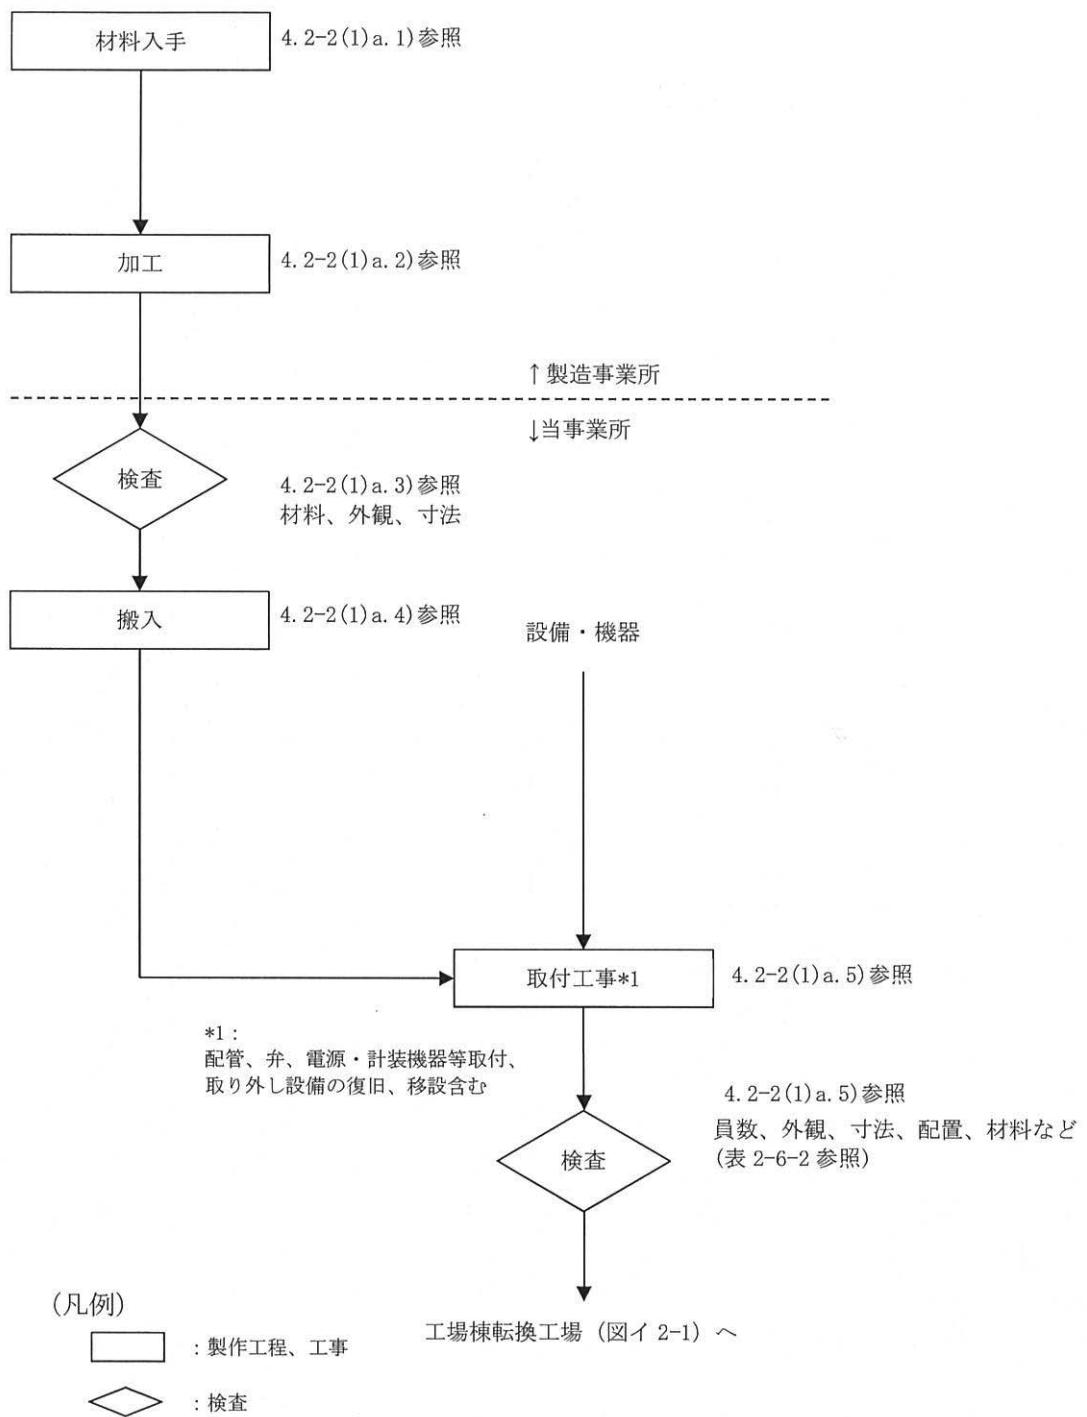 材料入手
4.2-2(1)a.1)参照
加工
4.2-2(1)a.2)参照
↑製造事業所
↓当事業所
検査
4.2-2(1)a.3)参照
材料、外観、寸法
搬入
4.2-2(1)a.4)参照
設備・機器
取付工事*1
4.2-2(1)a.5)参照
*1：
配管、弁、電源・計装機器等取付、
取り外し設備の復旧、移設含む
4.2-2(1)a.5)参照
員数、外観、寸法、配置、材料など
(表 2-6-2 参照)
検査
工場棟転換工場（図イ 2-1）へ
(凡例)
：製作工程、工事
：検査